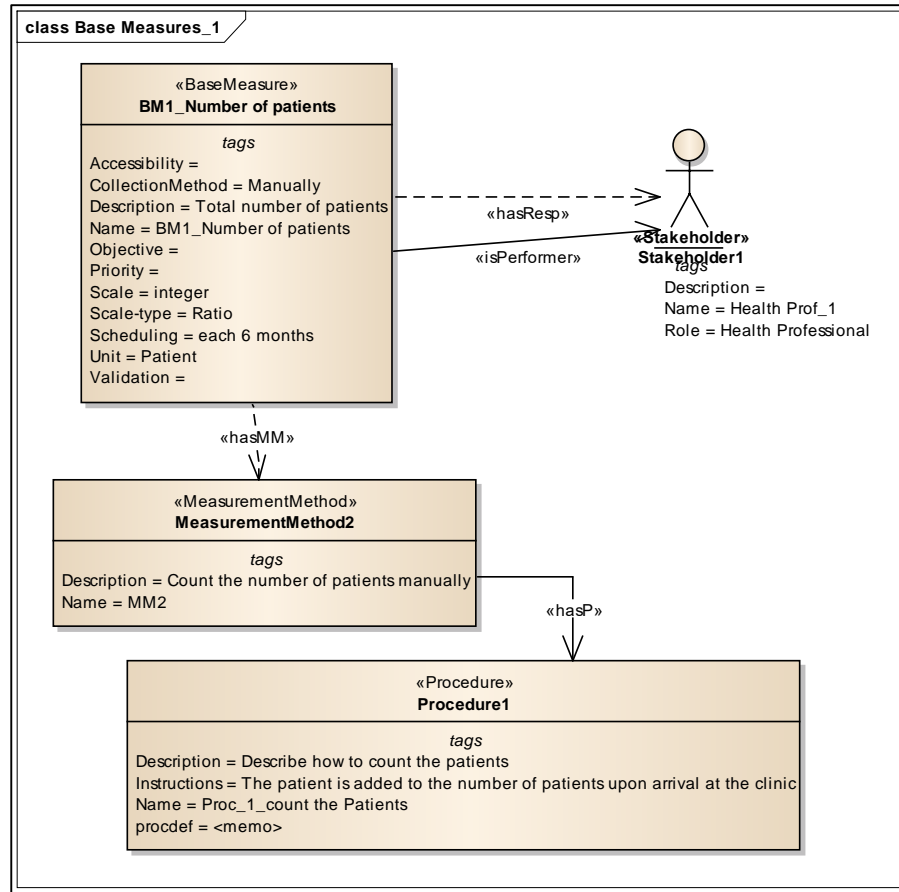 class Base Measures_1
«BaseMeasure»
BM1_Number of patients
tags
Accessibility =
CollectionMethod = Manually
Description = Total number of patients
Name = BM1_Number of patients
Objective =
Priority =
Scale = integer
Scale-type = Ratio
Scheduling = each 6 months
Unit = Patient
Validation =
«hasResp»
«isPerformer»
«Stakeholder»
Stakeholder1
tags
Description =
Name = Health Prof_1
Role = Health Professional
«hasMM»
«MeasurementMethod»
MeasurementMethod2
tags
Description = Count the number of patients manually
Name = MM2
«hasP»
«Procedure»
Procedure1
tags
Description = Describe how to count the patients
Instructions = The patient is added to the number of patients upon arrival at the clinic
Name = Proc_1_count the Patients
procdef = <memo>